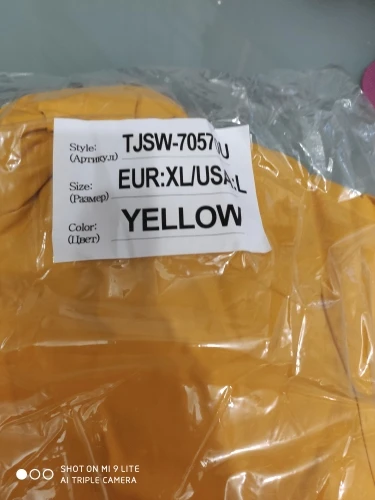 Style: TJSW-7057
(Артикул)
Size: EUR:XL/USA:L
(Размер)
Color: YELLOW
(Цвет)
SHOT ON MI 9 LITE
AI TRIPLE CAMERA